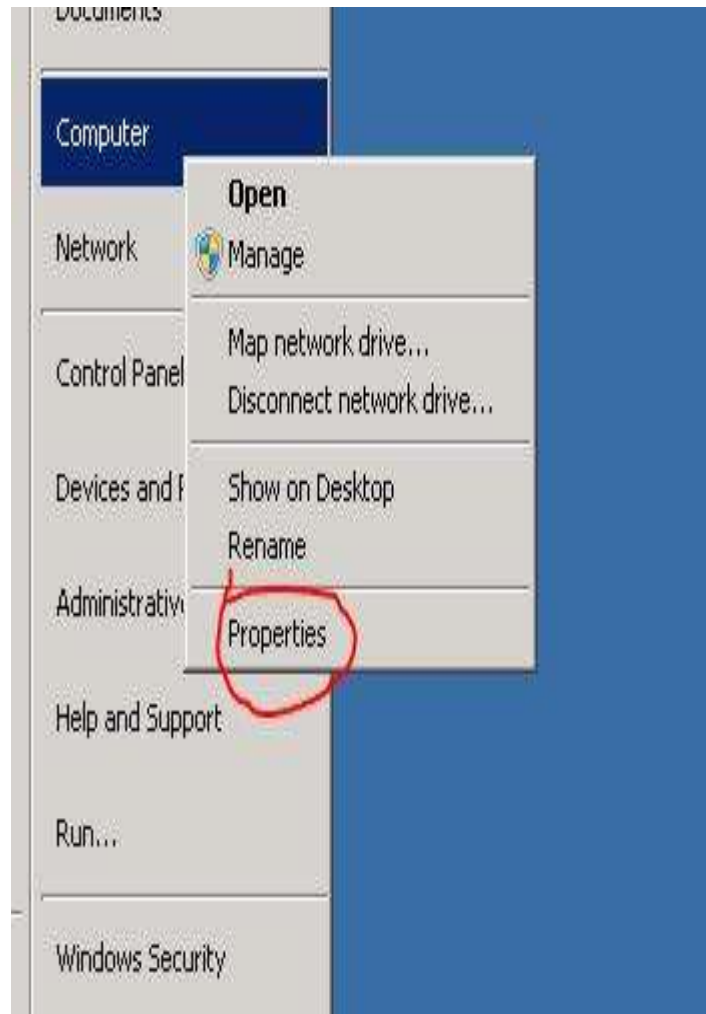 Documents
Computer
Open
Network
Manage
Map network drive...
Control Panel
Disconnect network drive...
Devices and P
Show on Desktop
Rename
Administrativ
Properties
Help and Support
Run...
Windows Security